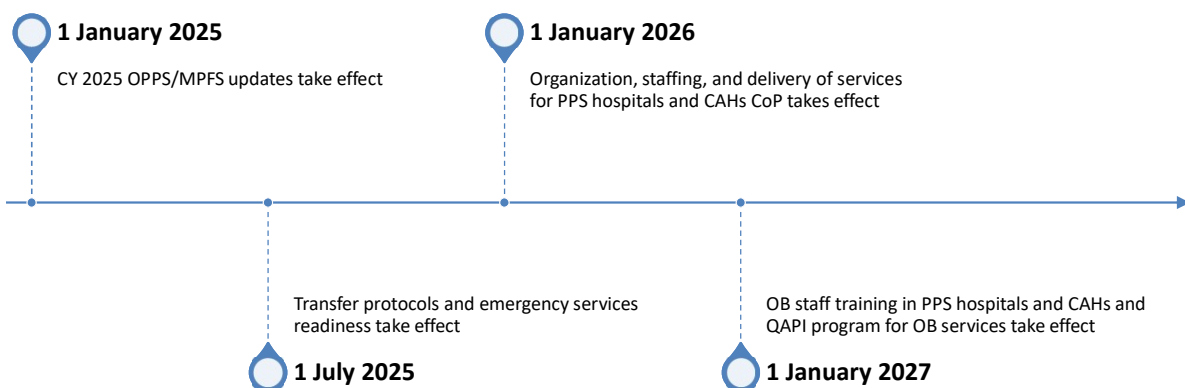 1 January 2025
CY 2025 OPPS/MPFS updates take effect
1 January 2026
Organization, staffing, and delivery of services
for PPS hospitals and CAHs CoP takes effect
Transfer protocols and emergency services
readiness take effect
1 July 2025
OB staff training in PPS hospitals and CAHs and
QAPI program for OB services take effect
1 January 2027